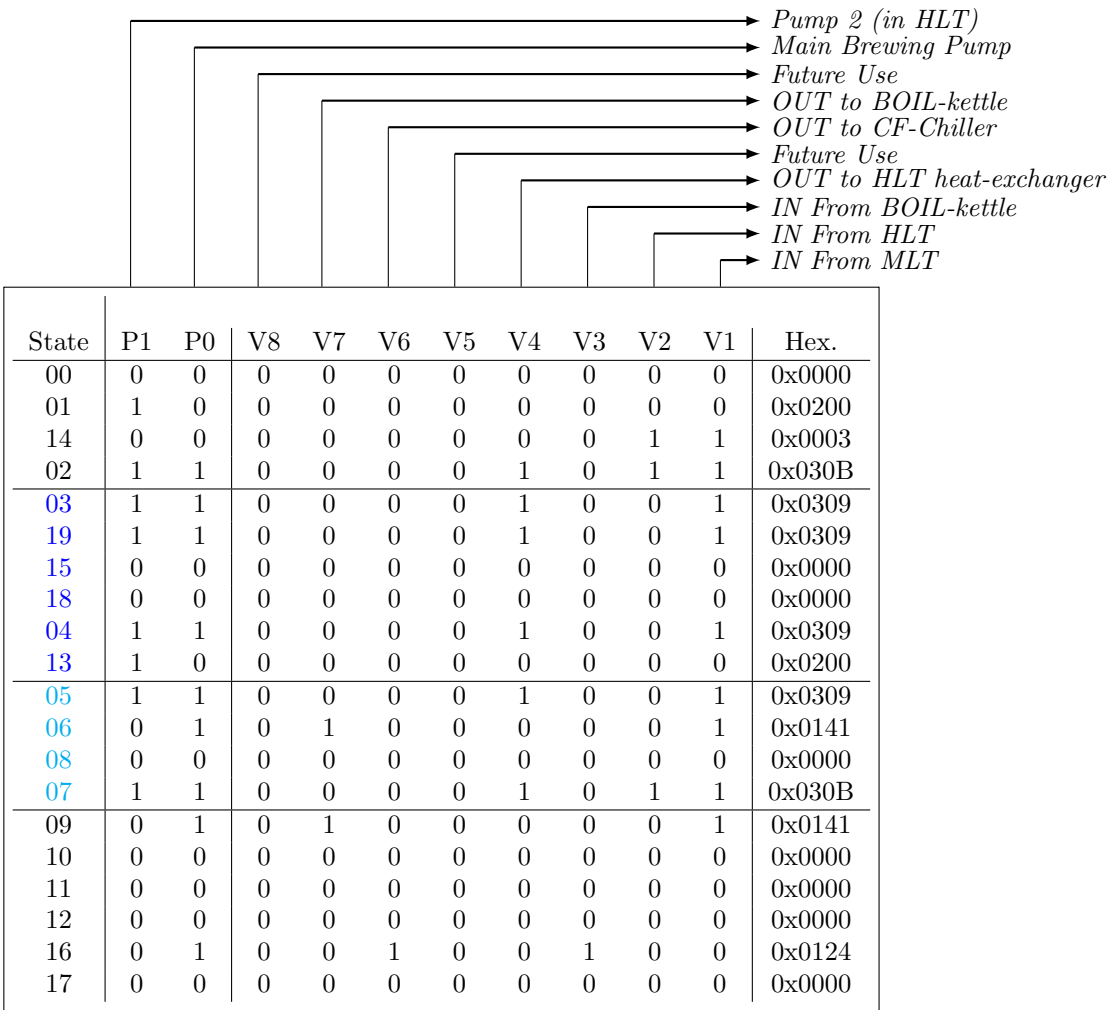 Pump 2 (in HLT)
Main Brewing Pump
Future Use
OUT to BOIL-kettle
OUT to CF-Chiller
Future Use
OUT to HLT heat-exchanger
IN From BOIL-kettle
IN From HLT
IN From MLT
State P1 P0 V8 V7 V6 V5 V4 V3 V2 V1 Hex.
00 0 0 0 0 0 0 0 0 0 0 0x0000
01 1 0 0 0 0 0 0 0 0 0 0x0200
14 0 0 0 0 0 0 0 0 1 1 0x0003
02 1 1 0 0 0 0 1 0 1 1 0x030B
03 1 1 0 0 0 0 1 0 0 1 0x0309
19 1 1 0 0 0 0 1 0 0 1 0x0309
15 0 0 0 0 0 0 0 0 0 0 0x0000
18 0 0 0 0 0 0 0 0 0 0 0x0000
04 1 1 0 0 0 0 1 0 0 1 0x0309
13 1 0 0 0 0 0 0 0 0 0 0x0200
05 1 1 0 0 0 0 1 0 0 1 0x0309
06 0 1 0 1 0 0 0 0 0 1 0x0141
08 0 0 0 0 0 0 0 0 0 0 0x0000
07 1 1 0 0 0 0 1 0 1 1 0x030B
09 0 1 0 1 0 0 0 0 0 1 0x0141
10 0 0 0 0 0 0 0 0 0 0 0x0000
11 0 0 0 0 0 0 0 0 0 0 0x0000
12 0 0 0 0 0 0 0 0 0 0 0x0000
16 0 1 0 0 1 0 0 1 0 0 0x0124
17 0 0 0 0 0 0 0 0 0 0 0x0000